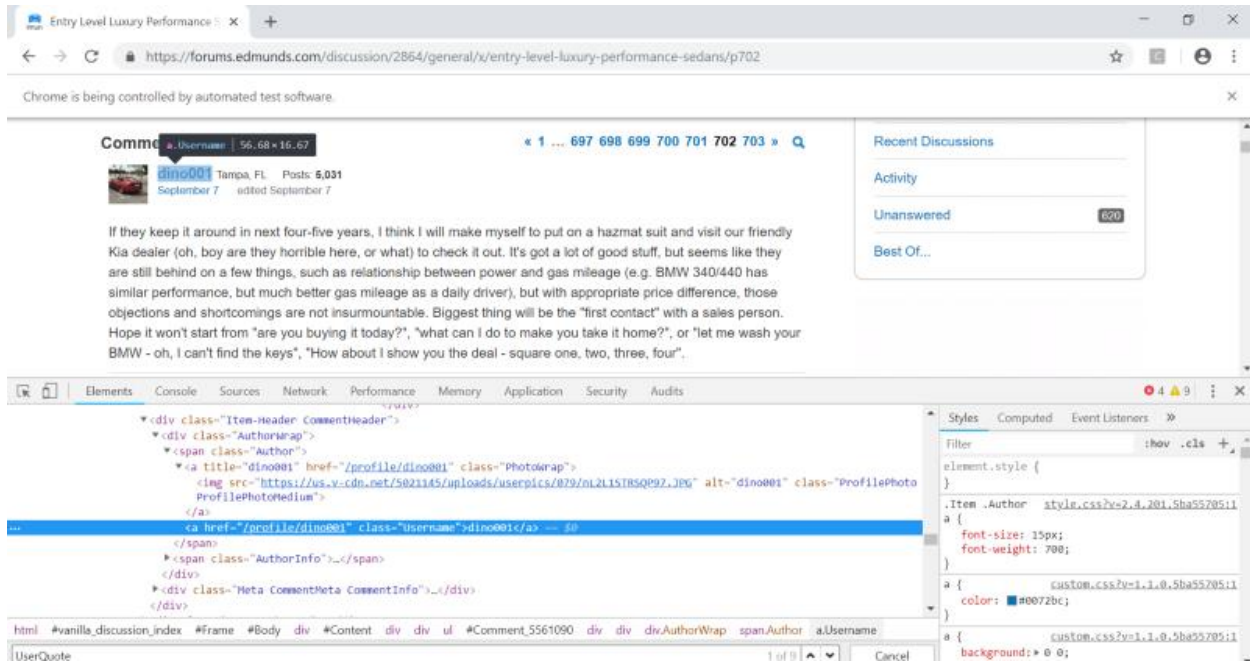 Entry Level Luxury Performance S
https://forums.edmunds.com/discussion/2864/general/x/entry-level-luxury-performance-sedans/p702
Chrome is being controlled by automated test software.
Comme
a.Username | 56.68×16.67
« 1 ... 697 698 699 700 701 702 703 »
dino001 Tampa, FL Posts: 5,031
September 7 edited September 7
If they keep it around in next four-five years, I think I will make myself to put on a hazmat suit and visit our friendly
Kia dealer (oh, boy are they horrible here, or what) to check it out. It's got a lot of good stuff, but seems like they
are still behind on a few things, such as relationship between power and gas mileage (e.g. BMW 340/440 has
similar performance, but much better gas mileage as a daily driver), but with appropriate price difference, those
objections and shortcomings are not insurmountable. Biggest thing will be the "first contact" with a sales person.
Hope it won't start from "are you buying it today?", "what can I do to make you take it home?", or "let me wash your
BMW - oh, I can't find the keys", "How about I show you the deal - square one, two, three, four".
Recent Discussions
Activity
Unanswered 620
Best Of...
Elements Console Sources Network Performance Memory Application Security Audits 4 9
<div class="Item-Header CommentHeader">
<div class="AuthorWrap">
<span class="Author">
<a title="dino001" href="/profile/dino001" class="PhotoWrap">
<img src="https://us.v-cdn.net/5021145/uploads/userpics/879/ alt="dino001" class="ProfilePhoto
ProfilePhotoMedium">
</a>
<a href="/profile/dino001" class="Username">dino001</a> == $0
</span>
<span class="AuthorInfo">…</span>
</div>
<div class="Meta CommentMeta CommentInfo">…</div>
</div>
html #vanilla_discussion_index #Frame #Body div #Content div div ul #Comment_5561090 div div div.AuthorWrap span.Author a.Username
UserQuote 1 of 9 Cancel
Styles Computed Event Listeners »
Filter :hov .cls +
element.style {
}
.Item .Author style.css?v=2.4.201.5ba55705:1
a {
font-size: 15px;
font-weight: 700;
}
a { custom.css?v=1.1.0.5ba55705:1
color: #0072bc;
}
a { custom.css?v=1.1.0.5ba55705:1
background: 0 0;